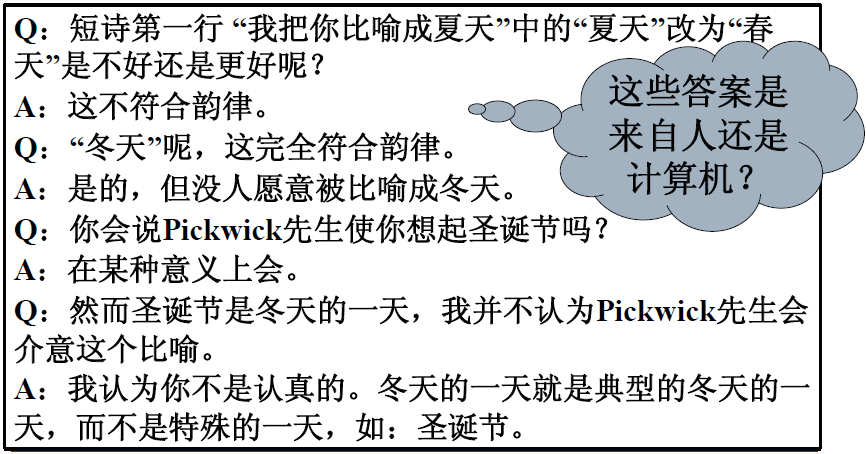 Q：短诗第一行 “我把你比喻成夏天”中的“夏天”改为“春
天”是不好还是更好呢？
A：这不符合韵律。
Q：“冬天”呢，这完全符合韵律。
A：是的，但没人愿意被比喻成冬天。
Q：你会说Pickwick先生使你想起圣诞节吗？
A：在某种意义上会。
Q：然而圣诞节是冬天的一天，我并不认为Pickwick先生会
介意这个比喻。
A：我认为你不是认真的。冬天的一天就是典型的冬天的一
天，而不是特殊的一天，如：圣诞节。
这些答案是
来自人还是
计算机？